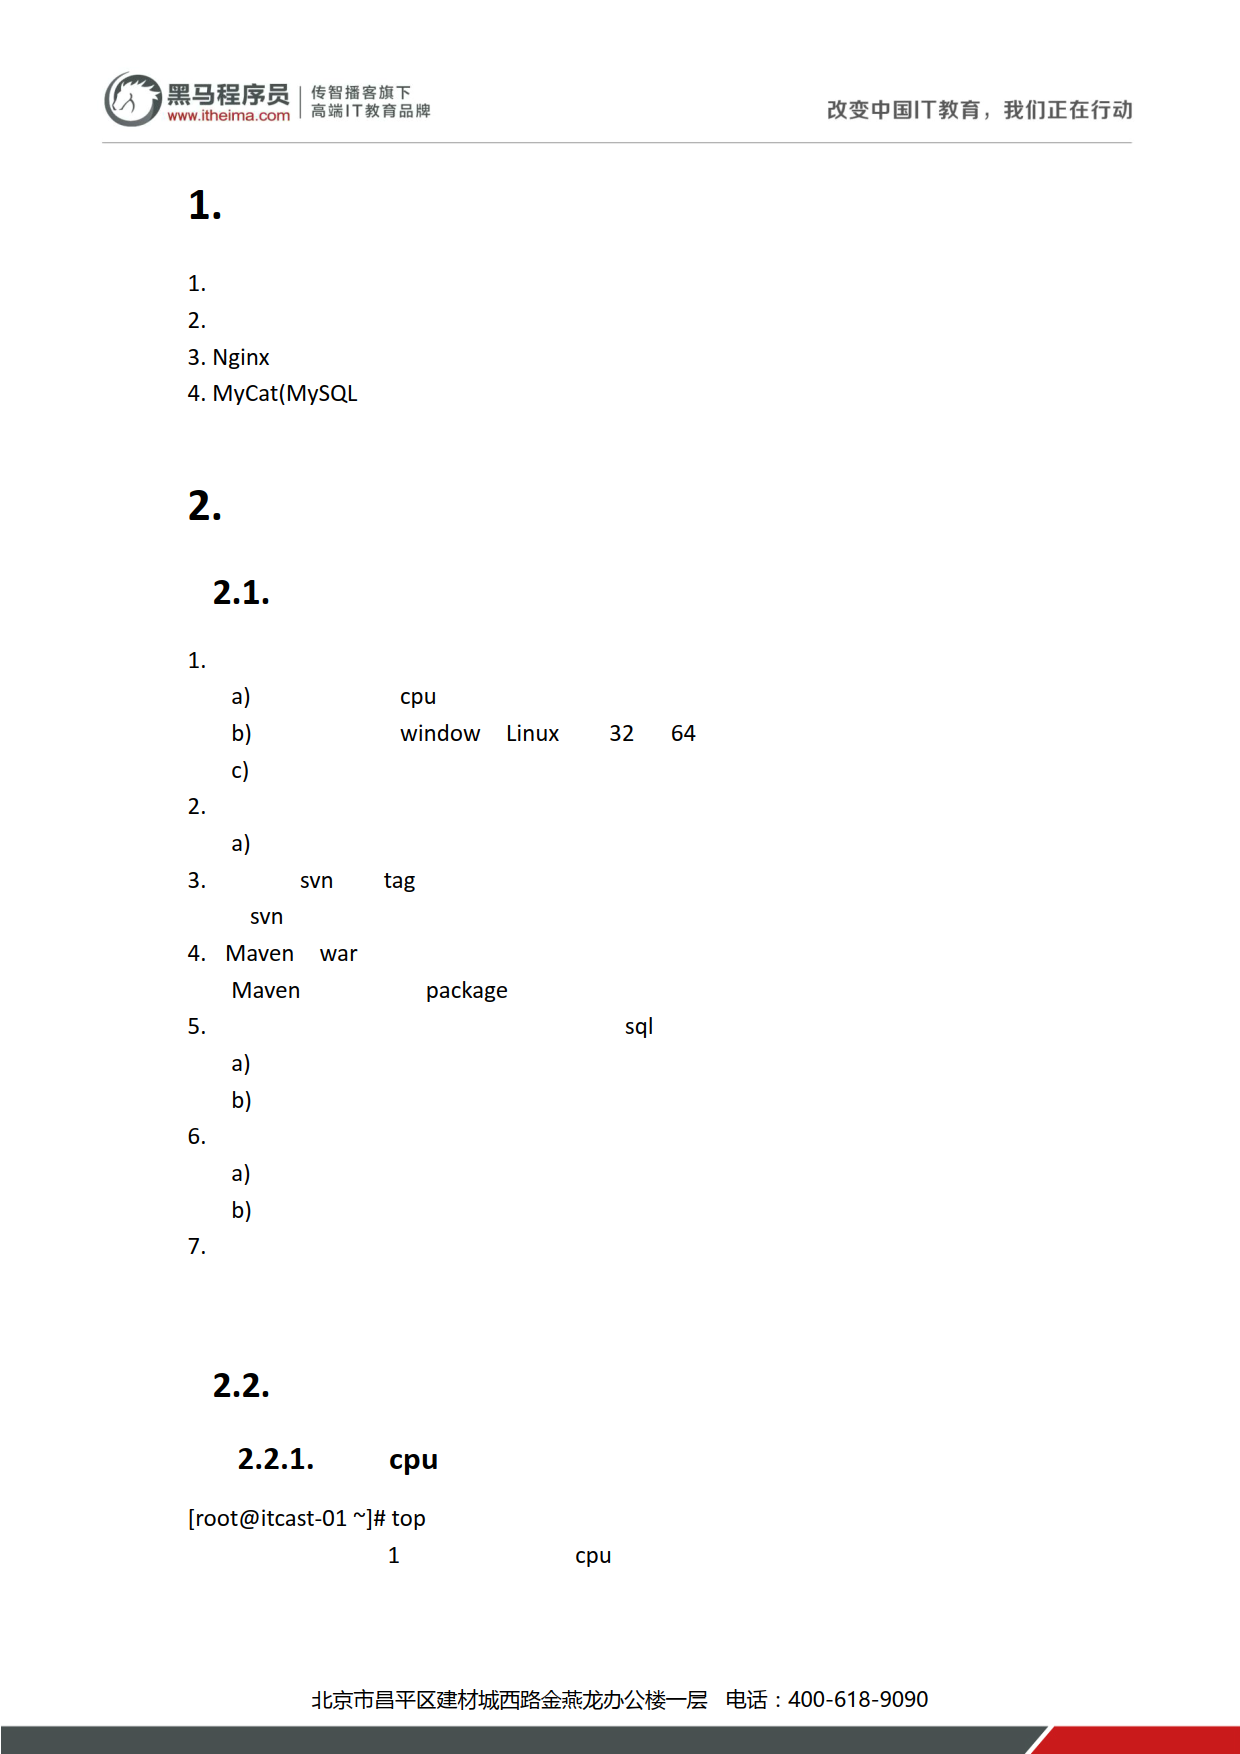 黑马程序员
www.itheima.com
传智播客旗下
高端IT教育品牌
改变中国IT教育，我们正在行动
1.
1.
2.
3. Nginx
4. MyCat(MySQL
2.
2.1.
1.
a) cpu
b) window Linux 32 64
c)
2.
a)
3. svn tag
svn
4. Maven war
Maven package
5. sql
a)
b)
6.
a)
b)
7.
2.2.
2.2.1. cpu
[root@itcast-01 ~]# top
1 cpu
北京市昌平区建材城西路金燕龙办公楼一层 电话：400-618-9090